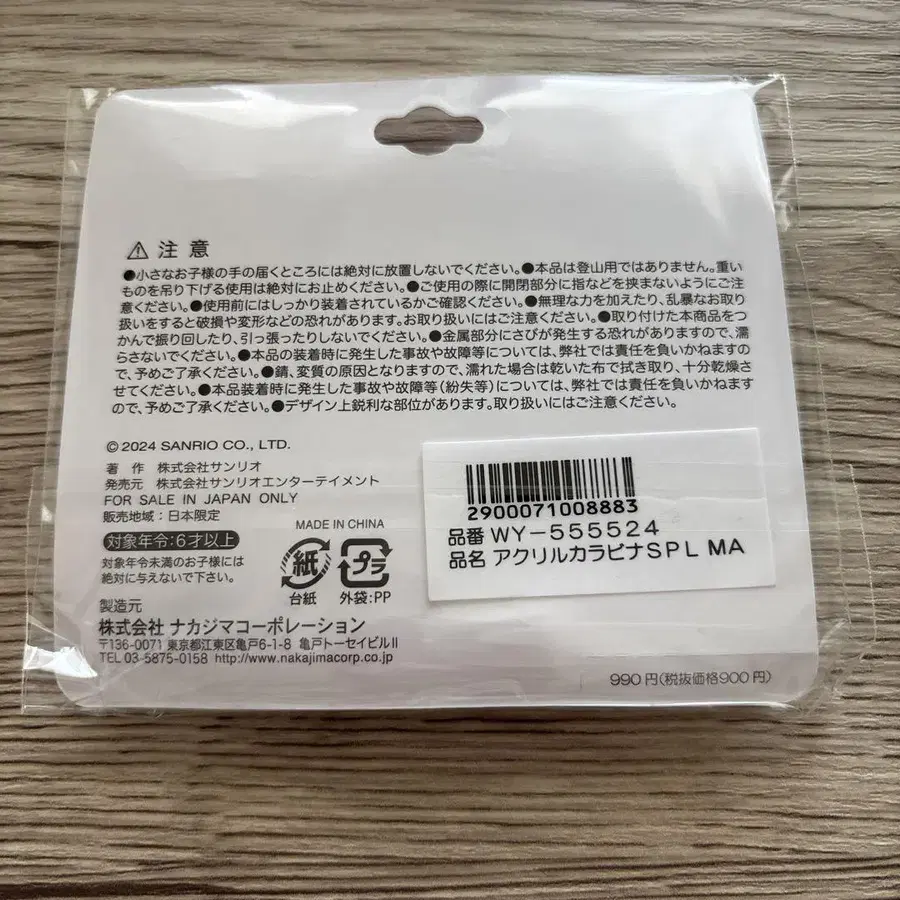 ⚠ 注意
●小さなお子様の手の届くところには絶対に放置しないでください。●本品は登山用ではありません。重い
ものを吊り下げる使用は絶対にお止めください。●ご使用の際に開閉部分に指などを挟まないようにご注
意ください。●使用前にはしっかり装着されているかご確認ください。●無理な力を加えたり、乱暴なお取り
扱いをすると破損や変形などの恐れがあります。お取り扱いにはご注意ください。●取り付けた本商品をつ
かんで振り回したり、引っ張ったりしないでください。●金属部分にさびが発生する恐れがありますので、濡
らさないでください。●本品の装着時に発生した事故や故障等については、弊社では責任を負いかねますの
で、予めご了承ください。●錆、変質の原因となりますので、濡れた場合は乾いた布で拭き取り、十分乾燥さ
せてください。●本品装着時に発生した事故や故障等(紛失等)については、弊社では責任を負いかねます
ので、予めご了承ください。●デザイン上鋭利な部位があります。取り扱いにはご注意ください。
©2024 SANRIO CO., LTD.
著 作 株式会社サンリオ
発売元 株式会社サンリオエンターテイメント
FOR SALE IN JAPAN ONLY
販売地域:日本限定
対象年令:6才以上
対象年令未満のお子様には
絶対に与えないで下さい。
MADE IN CHINA
紙
台紙
プラ
外袋:PP
2900071008883
品番 WY-555524
品名 アクリルカラビナSPL MA
製造元
株式会社 ナカジマコーポレーション
〒136-0071 東京都江東区亀戸6-1-8 亀戸トーセイビルII
TEL 03-5875-0158 http://www.nakajimacorp.co.jp
990円(税抜価格900円)